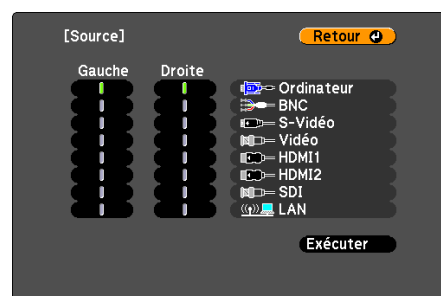 [Source]
Retour
Gauche Droite
Ordinateur
BNC
S-Vidéo
Vidéo
HDMI1
HDMI2
SDI
LAN
Exécuter